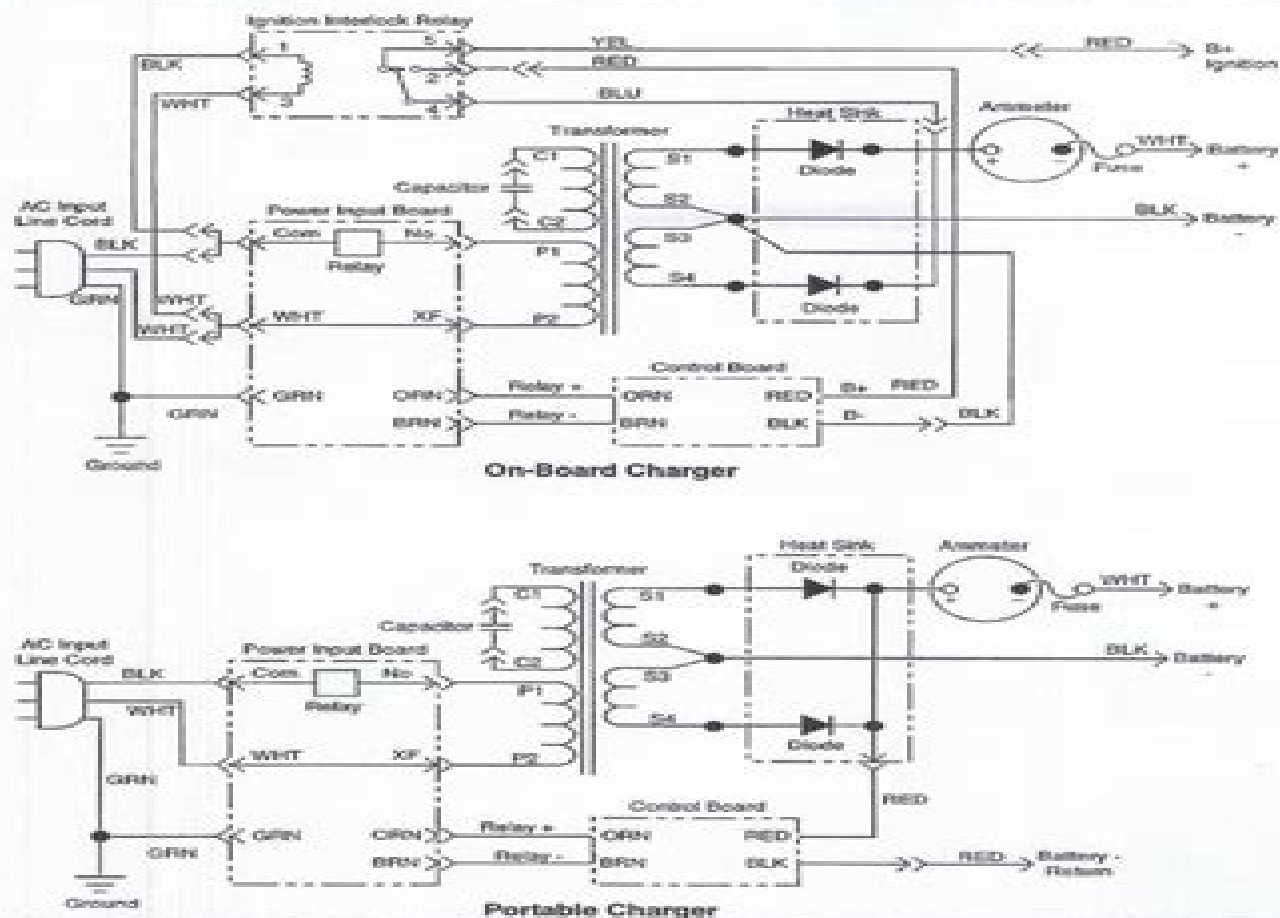 Ignition Interlock Relay
1
5
YEL
RED
B+
Ignition
BLK
RED
2
3
WHT
4
BLU
Heat Sink
Ammeter
Transformer
C1
S1
Diode
+
-
WHT
Fuse
Battery
+
Capacitor
C2
S2
BLK
Battery
-
AC Input
Line Cord
Power Input Board
BLK
Com
No
Relay
P1
S3
S4
Diode
GRN
WHT
WHT
WHT
XF
P2
Control Board
GRN
GRN
ORN
Relay +
ORN
RED
B+
RED
BRN
Relay -
BRN
BLK
B-
BLK
Ground
On-Board Charger
Heat Sink
Ammeter
Transformer
Diode
C1
S1
+
-
WHT
Fuse
Battery
+
Capacitor
C2
S2
BLK
Battery
-
AC Input
Line Cord
Power Input Board
BLK
Com
No
Relay
P1
S3
S4
WHT
Diode
WHT
XF
P2
GRN
RED
Control Board
GRN
GRN
ORN
Relay +
ORN
RED
BRN
Relay -
BRN
BLK
RED
Battery -
Return
Ground
Portable Charger